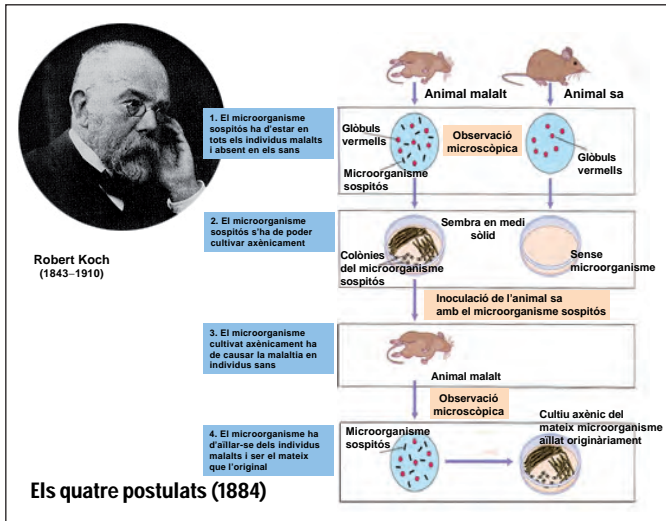 Robert Koch
(1843–1910)
Animal malalt
Animal sa
1. El microorganisme
sospitós ha d'estar en
tots els individus malalts
i absent en els sans
Glòbuls
vermells
Microorganisme
sospitós
Observació
microscòpica
Glòbuls
vermells
2. El microorganisme
sospitós s'ha de poder
cultivar axènicament
Sembra en medi
sòlid
Colònies
del microorganisme
sospitós
Sense
microorganisme
Inoculació de l'animal sa
amb el microorganisme sospitós
3. El microorganisme
cultivat axènicament ha
de causar la malaltia en
individus sans
Animal malalt
Observació
microscòpica
4. El microorganisme ha
d'aïllar-se dels individus
malalts i ser el mateix
que l'original
Microorganisme
sospitós
Cultiu axènic del
mateix microorganisme
aïllat originàriament
Els quatre postulats (1884)